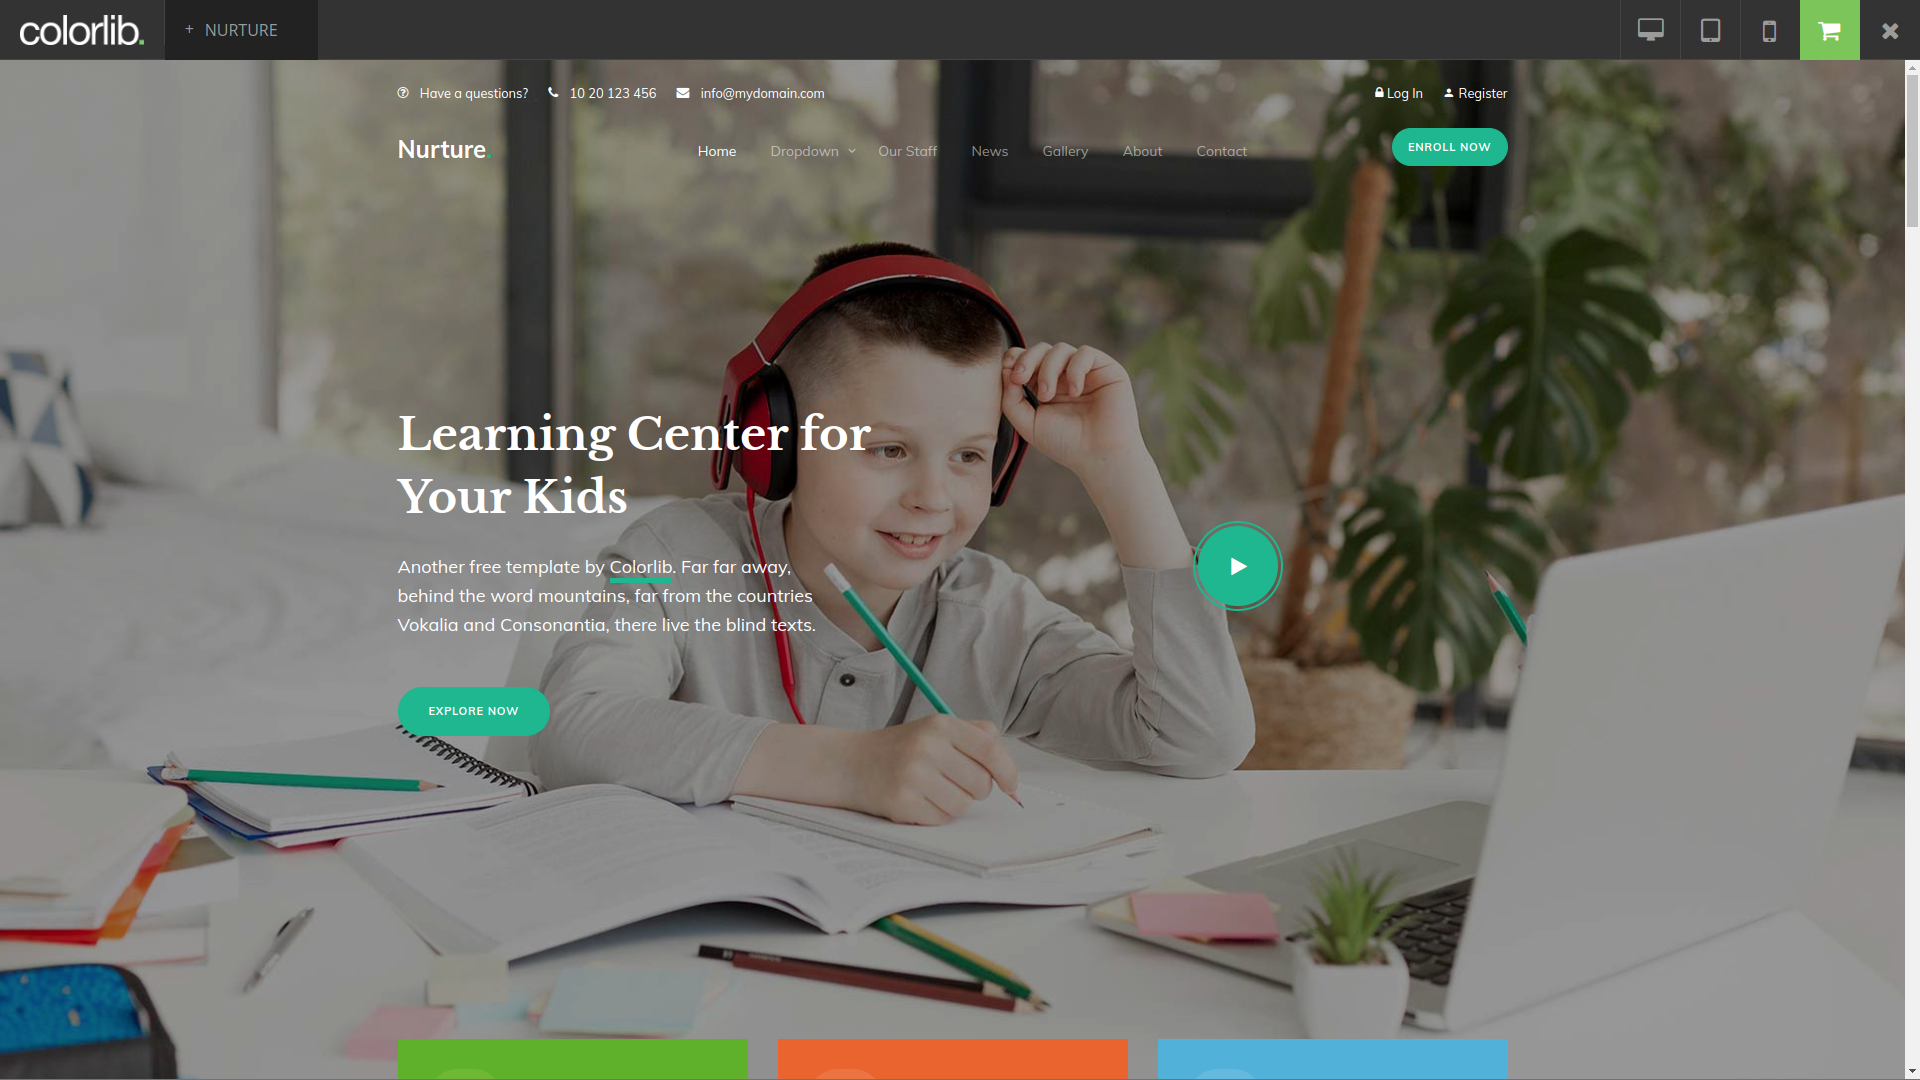 colorlib.
+ NURTURE
Have a questions? 10 20 123 456 info@mydomain.com Log In Register
Nurture. Home Dropdown Our Staff News Gallery About Contact ENROLL NOW
Learning Center for
Your Kids
Another free template by Colorlib. Far far away,
behind the word mountains, far from the countries
Vokalia and Consonantia, there live the blind texts.
EXPLORE NOW